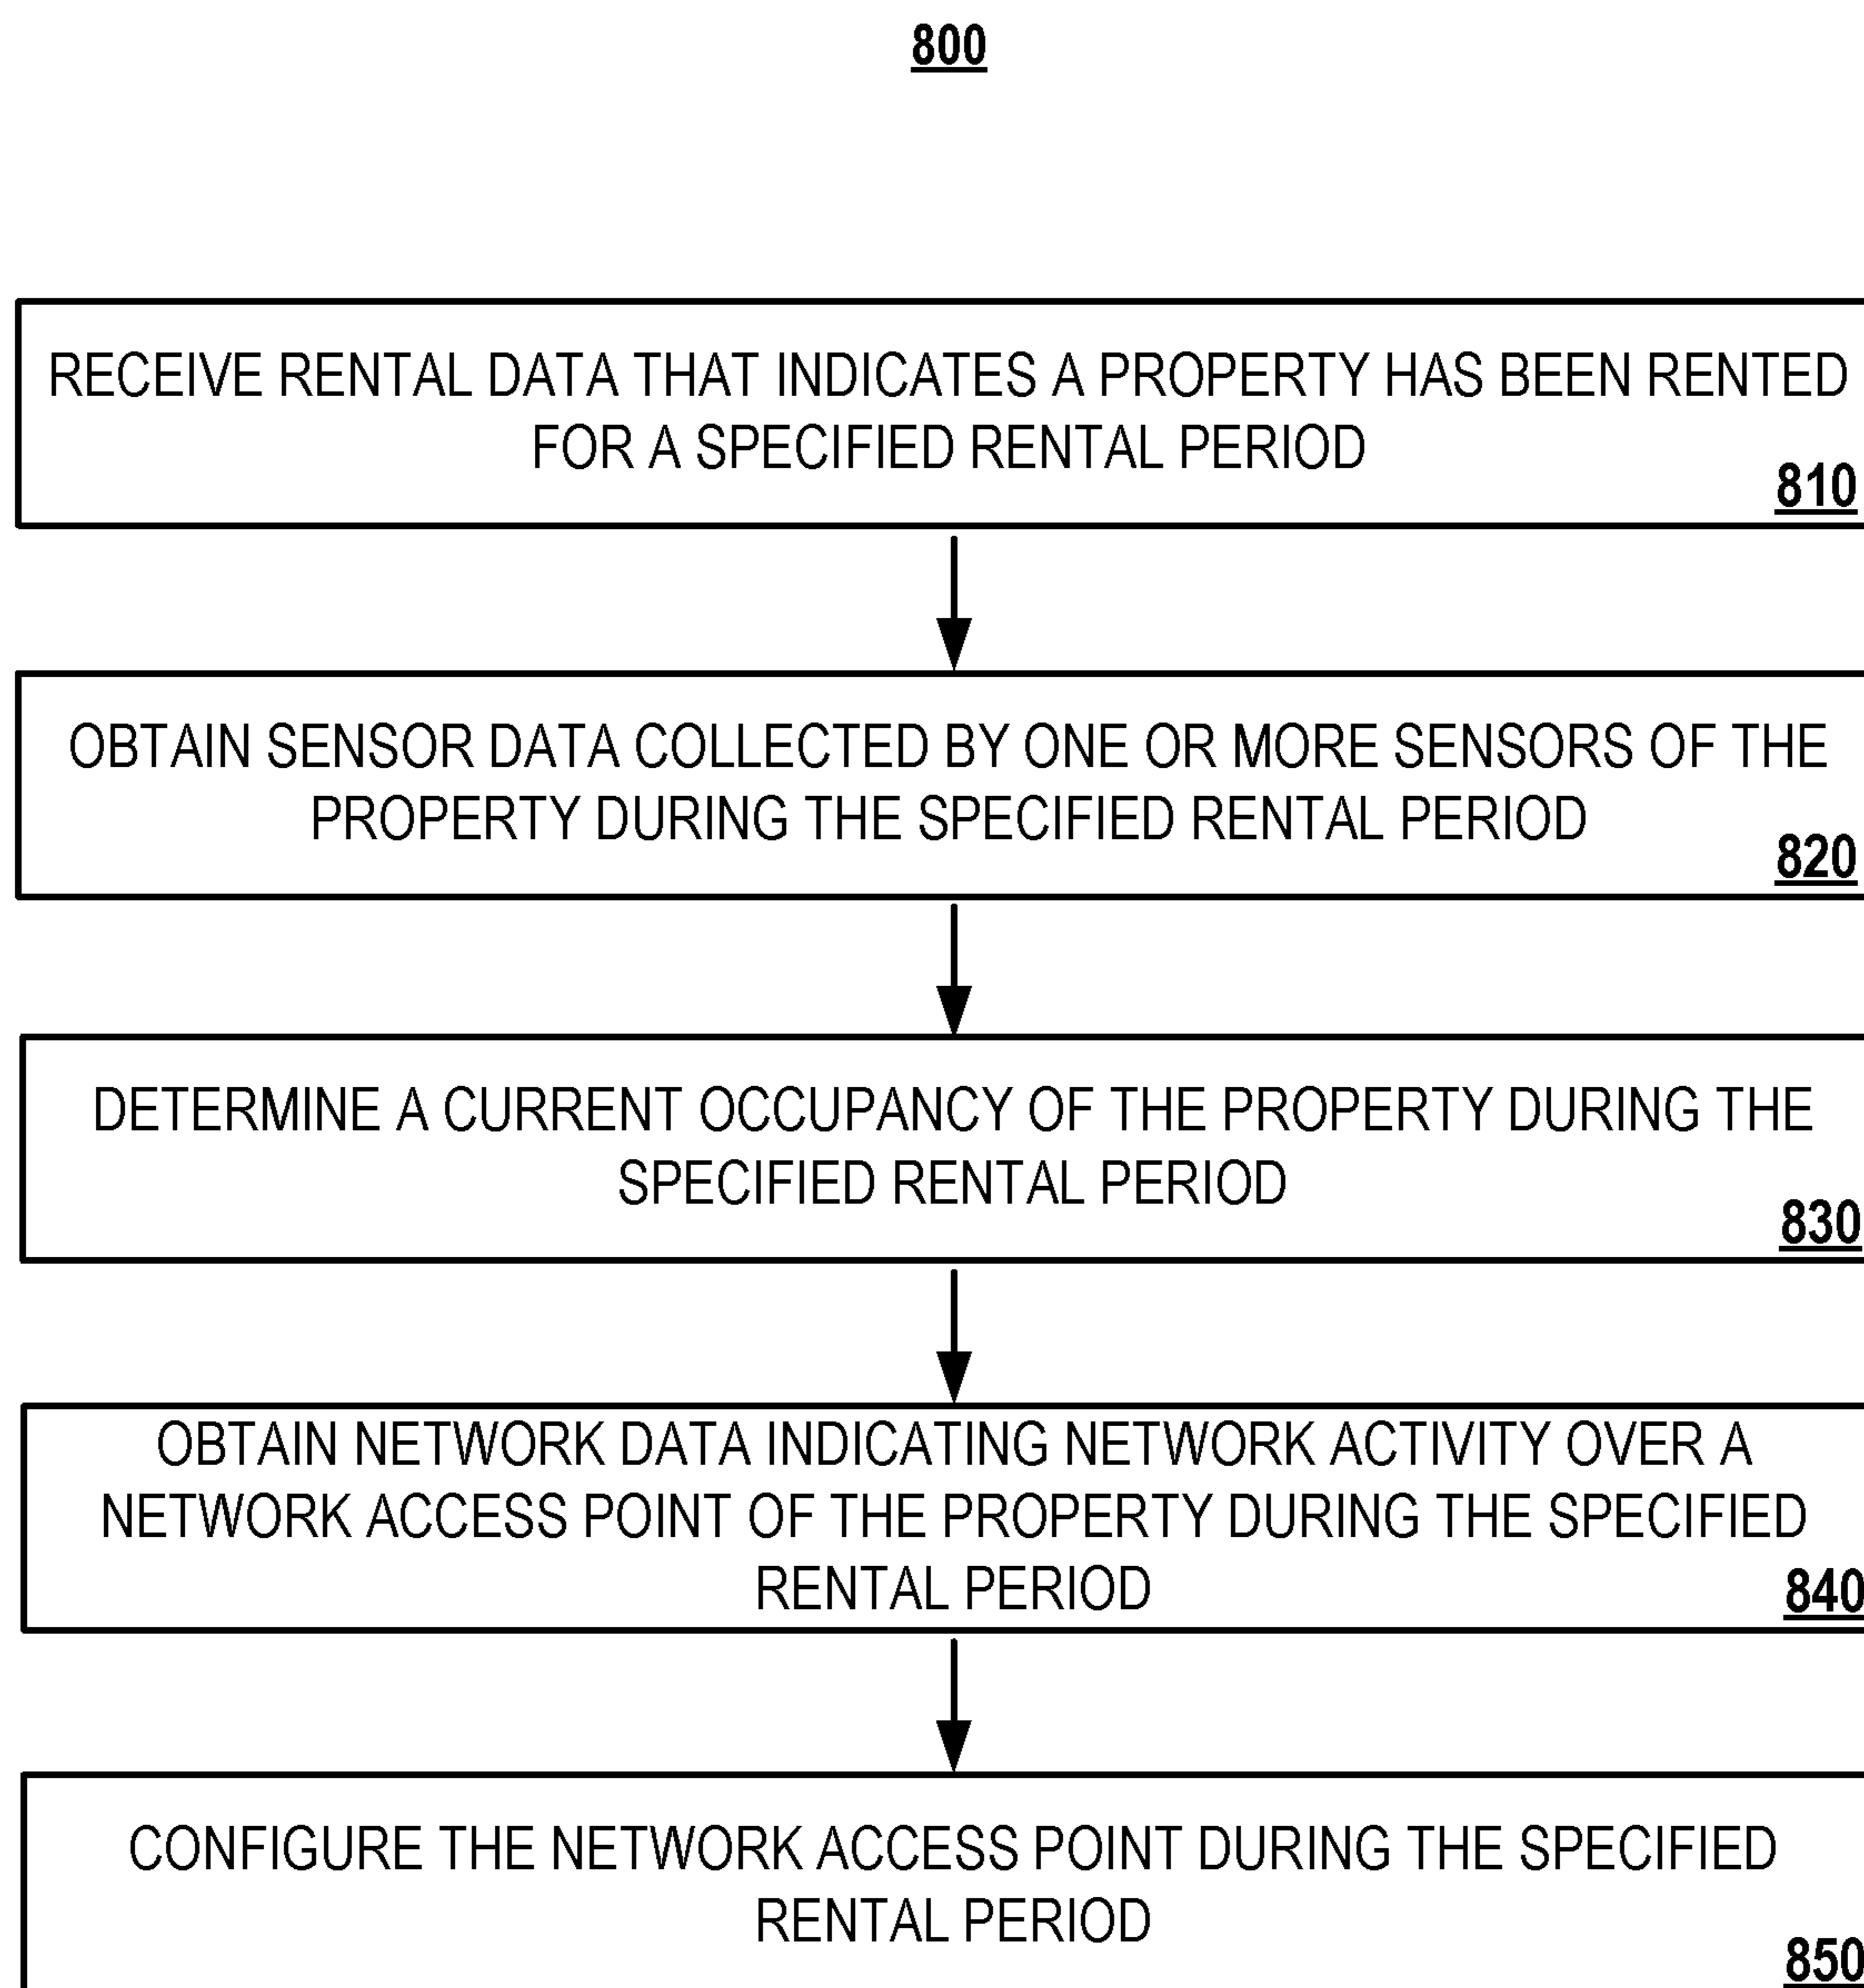 800
RECEIVE RENTAL DATA THAT INDICATES A PROPERTY HAS BEEN RENTED
FOR A SPECIFIED RENTAL PERIOD
810
OBTAIN SENSOR DATA COLLECTED BY ONE OR MORE SENSORS OF THE
PROPERTY DURING THE SPECIFIED RENTAL PERIOD
820
DETERMINE A CURRENT OCCUPANCY OF THE PROPERTY DURING THE
SPECIFIED RENTAL PERIOD
830
OBTAIN NETWORK DATA INDICATING NETWORK ACTIVITY OVER A
NETWORK ACCESS POINT OF THE PROPERTY DURING THE SPECIFIED
RENTAL PERIOD
840
CONFIGURE THE NETWORK ACCESS POINT DURING THE SPECIFIED
RENTAL PERIOD
850